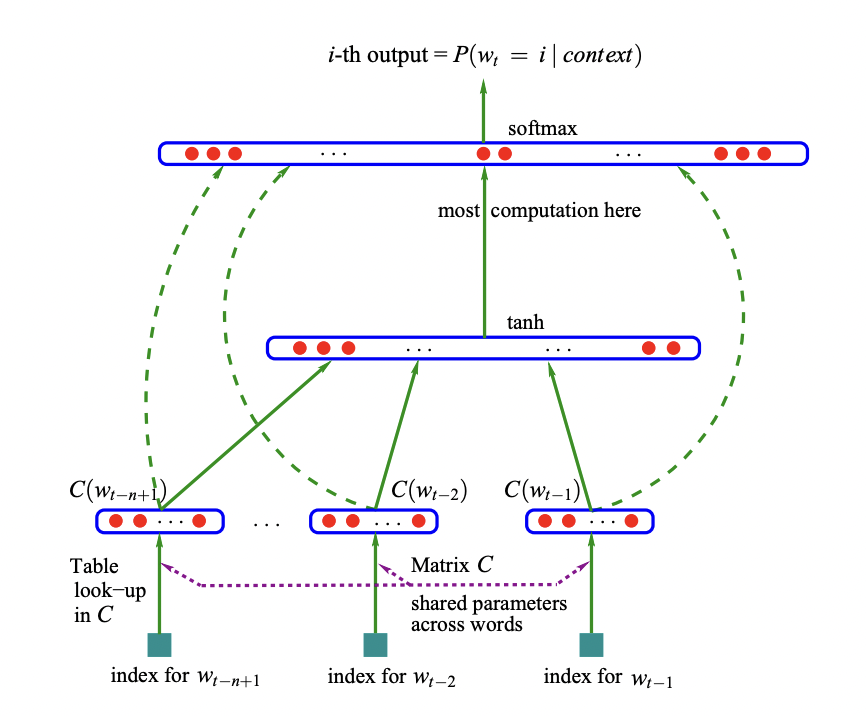 i-th output = P(w_t = i | context)
softmax
. . .
. . .
most computation here
tanh
. . .
. . .
C(w_{t−n+1})
C(w_{t−2})
C(w_{t−1})
. . .
. . .
. . .
. . .
Table
look−up
in C
Matrix C
shared parameters
across words
index for w_{t−n+1}
index for w_{t−2}
index for w_{t−1}